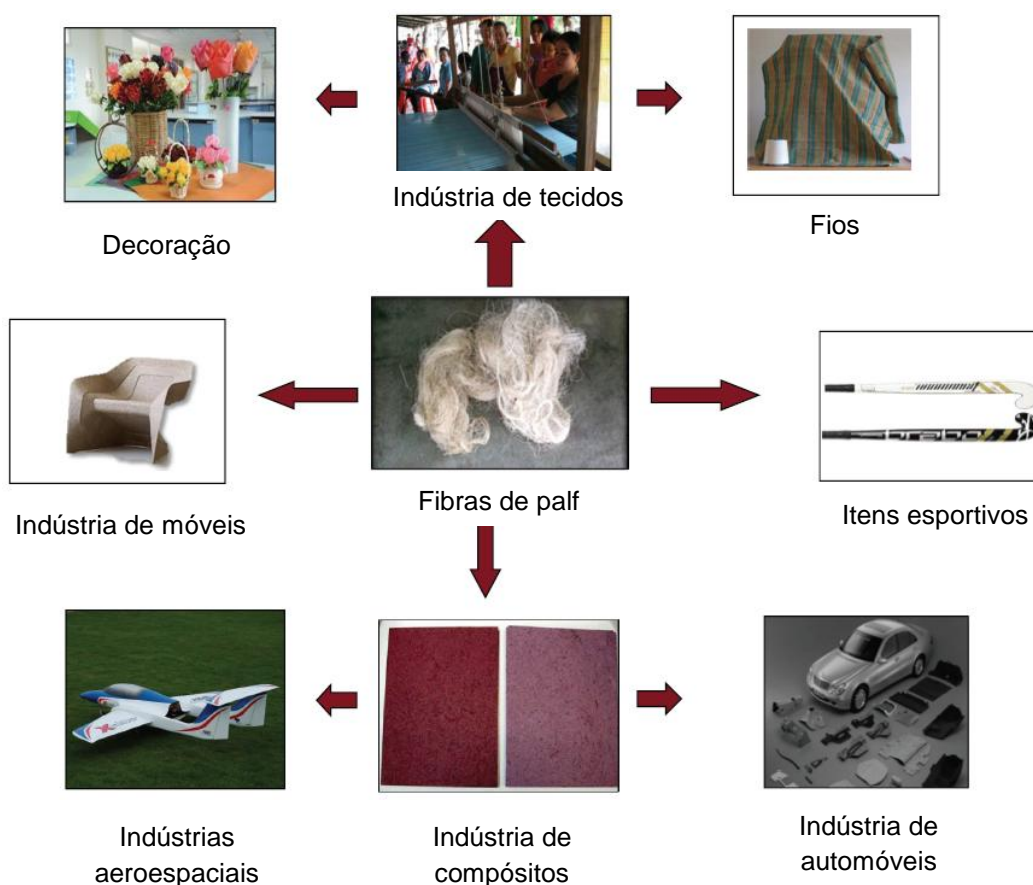 Indústria de tecidos
Decoração
Fios
Fibras de palf
Indústria de móveis
Itens esportivos
Indústrias
aeroespaciais
Indústria de
compósitos
Indústria de
automóveis